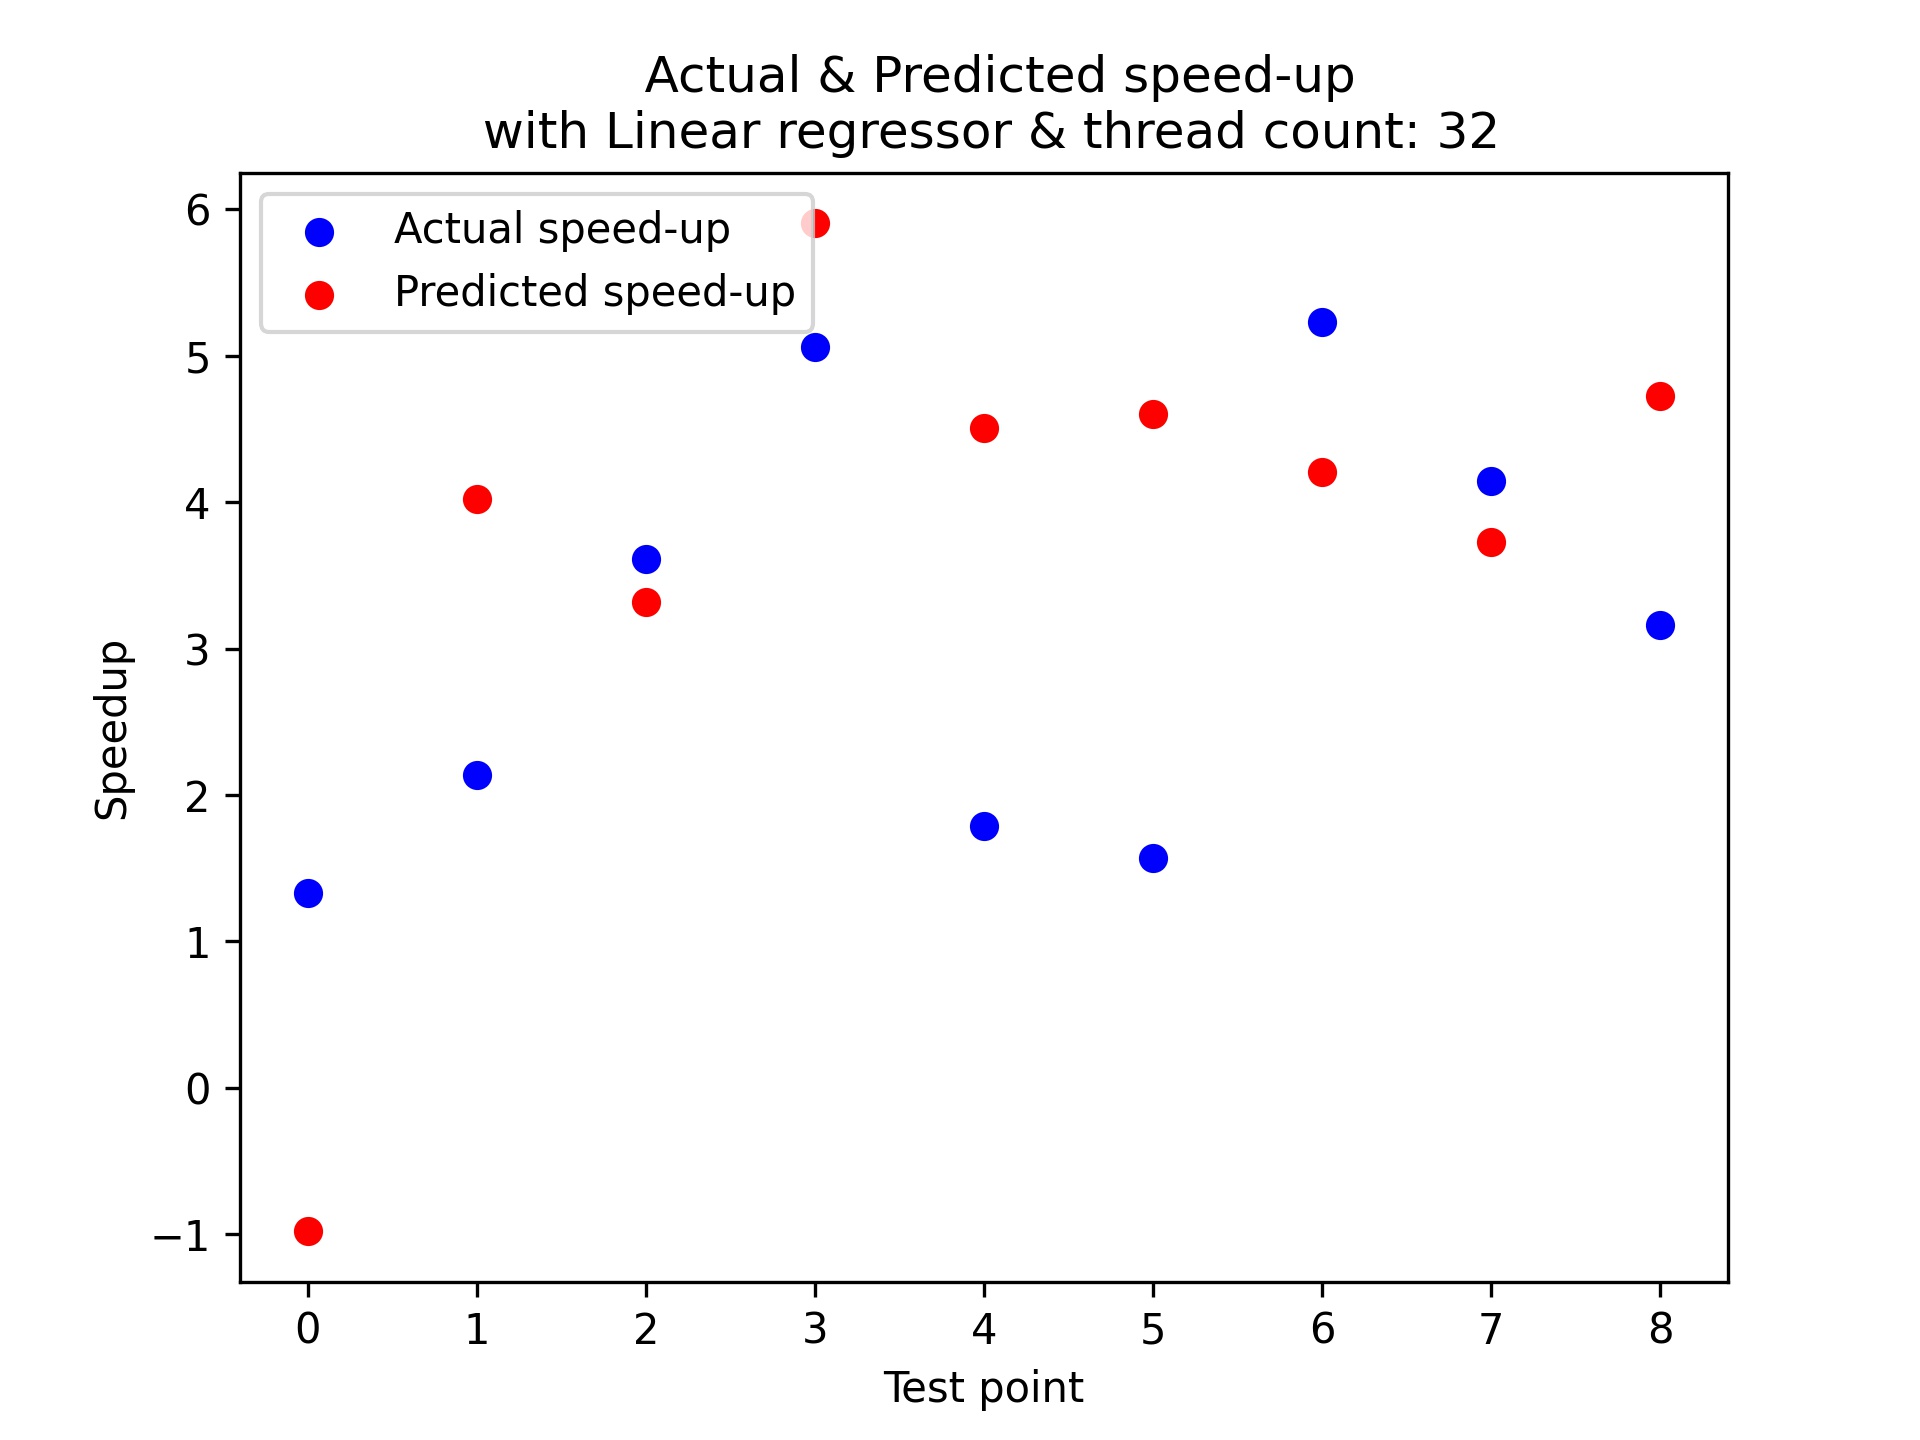 Actual & Predicted speed-up
with Linear regressor & thread count: 32
Actual speed-up
Predicted speed-up
6
5
4
3
2
1
0
−1
Speedup
0 1 2 3 4 5 6 7 8
Test point